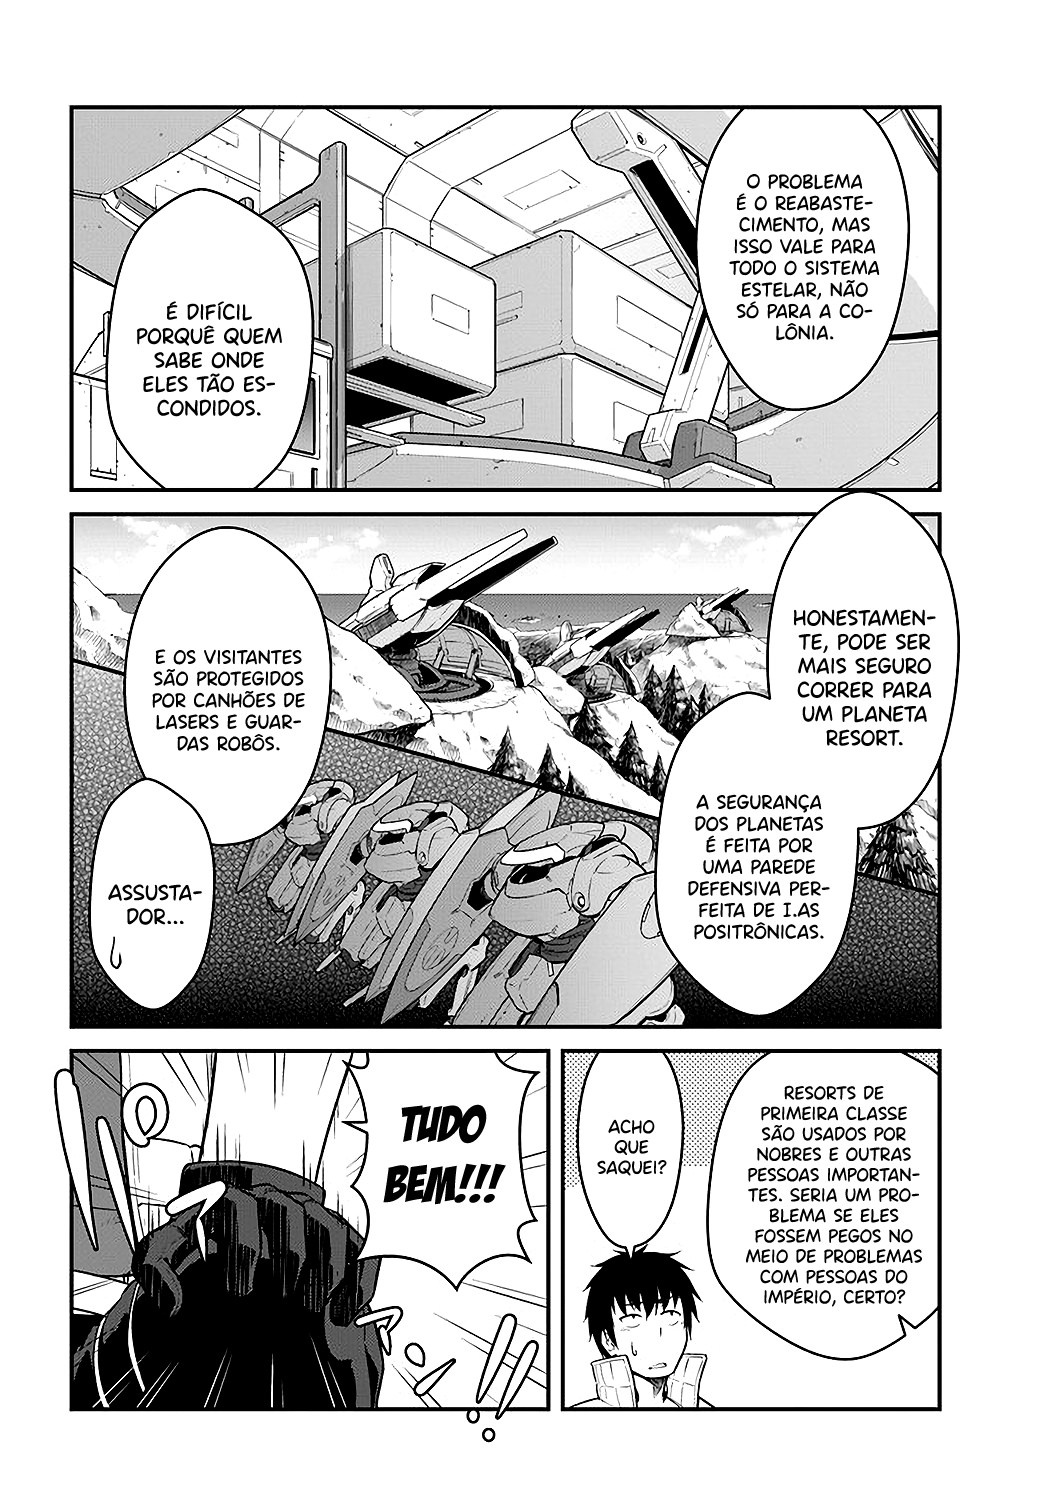 O PROBLEMA
É O REABASTE-
CIMENTO, MAS
ISSO VALE PARA
TODO O SISTEMA
ESTELAR, NÃO
SÓ PARA A CO-
LÔNIA.
É DIFÍCIL
PORQUÊ QUEM
SABE ONDE
ELES TÃO ES-
CONDIDOS.
HONESTAMEN-
TE, PODE SER
MAIS SEGURO
CORRER PARA
UM PLANETA
RESORT.
A SEGURANÇA
DOS PLANETAS
É FEITA POR
UMA PAREDE
DEFENSIVA PER-
FEITA DE I.AS
POSITRÔNICAS.
E OS VISITANTES
SÃO PROTEGIDOS
POR CANHÕES DE
LASERS E GUAR-
DAS ROBÔS.
ASSUSTA-
DOR...
RESORTS DE
PRIMEIRA CLASSE
SÃO USADOS POR
NOBRES E OUTRAS
PESSOAS IMPORTAN-
TES. SERIA UM PRO-
BLEMA SE ELES
FOSSEM PEGOS NO
MEIO DE PROBLEMAS
COM PESSOAS DO
IMPÉRIO, CERTO?
ACHO
QUE
SAQUEI?
TUDO
BEM!!!